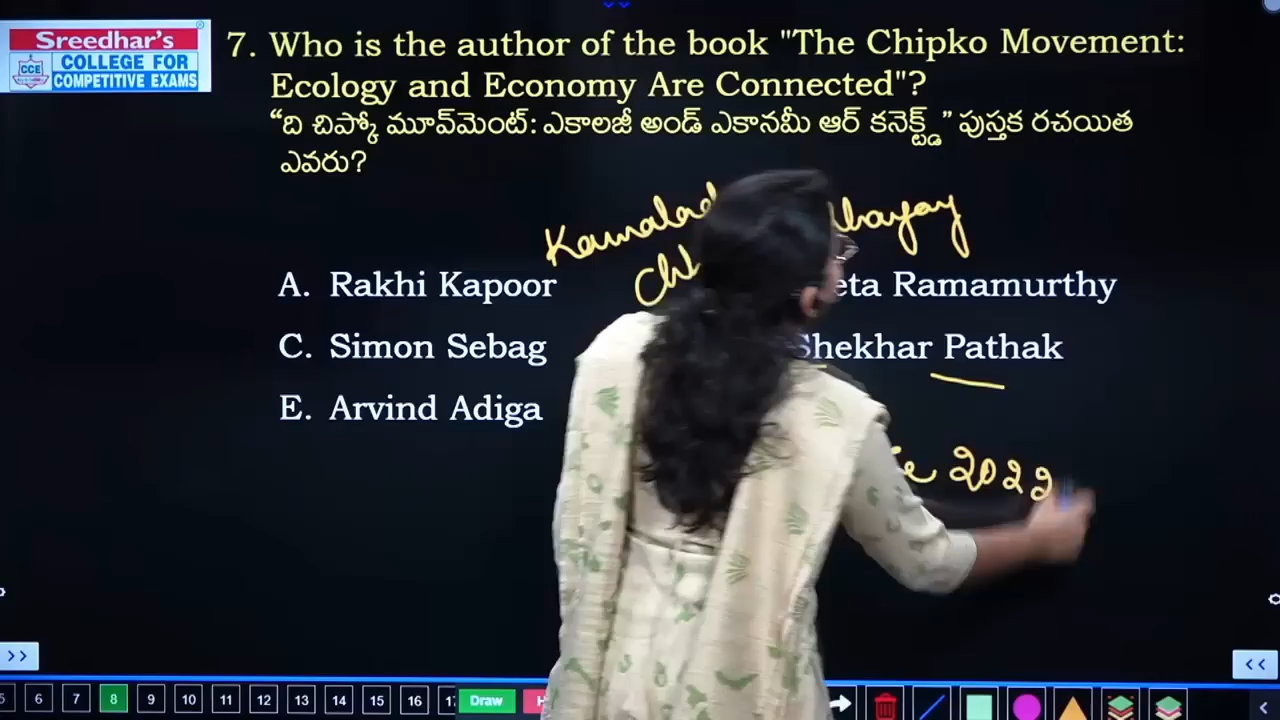 Sreedhar's
CCE
COLLEGE FOR
COMPETITIVE EXAMS
7. Who is the author of the book "The Chipko Movement:
Ecology and Economy Are Connected"?
“ది చిప్కో మూవ్‌మెంట్: ఎకాలజీ అండ్ ఎకానమీ ఆర్ కనెక్ట్డ్” పుస్తక రచయిత
ఎవరు?
A. Rakhi Kapoor
eta Ramamurthy
C. Simon Sebag
Shekhar Pathak
E. Arvind Adiga
2022
>>
<<
5 6 7 8 9 10 11 12 13 14 15 16 Draw